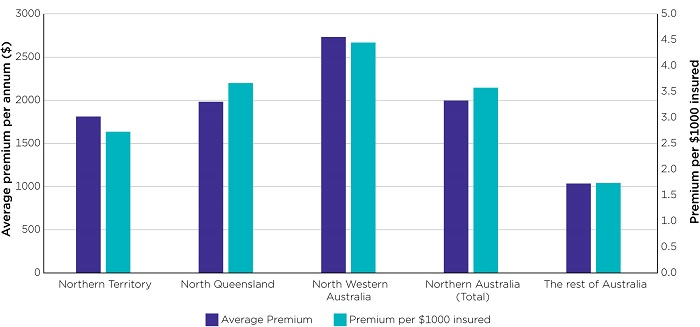 Average premium per annum ($)
3000
2500
2000
1500
1000
500
0
5.0
4.5
4.0
3.5
3.0
2.5
2.0
1.5
1.0
0.5
0.0
Premium per $1000 insured
Northern Territory
North Queensland
North Western
Australia
Northern Australia
(Total)
The rest of Australia
Average Premium
Premium per $1000 insured